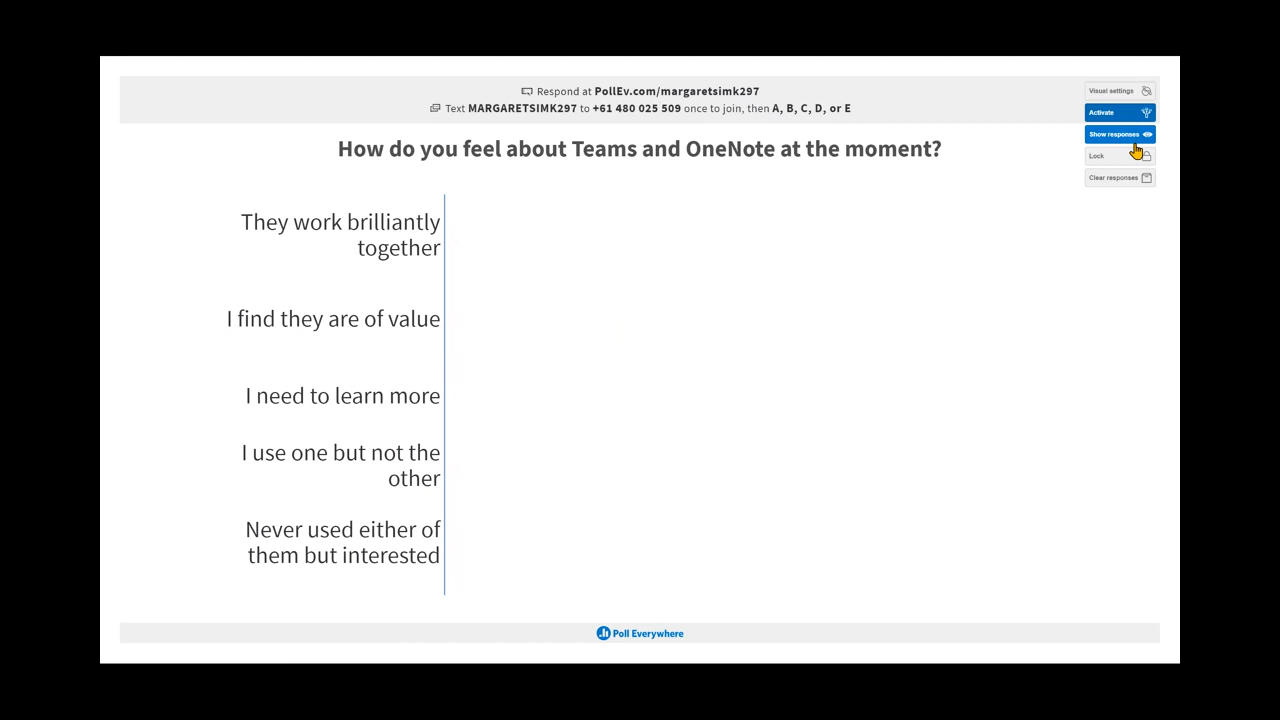 Respond at PollEv.com/margaretsimk297
Text MARGARETSIMK297 to +61 480 025 509 once to join, then A, B, C, D, or E
Visual settings
Activate
Show responses
Lock
Clear responses
How do you feel about Teams and OneNote at the moment?
They work brilliantly
together
I find they are of value
I need to learn more
I use one but not the
other
Never used either of
them but interested
Poll Everywhere